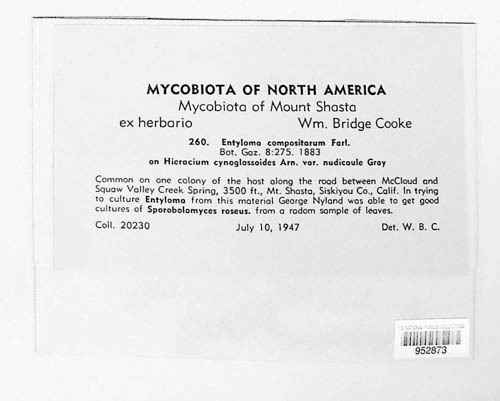 MYCOBIOTA OF NORTH AMERICA
Mycobiota of Mount Shasta
ex herbario Wm. Bridge Cooke
260. Entyloma compositarum Farl.
Bot. Gaz. 8:275. 1883
on Hieracium cynoglossoides Arn. var. nudicaule Gray
Common on one colony of the host along the road between McCloud and
Squaw Valley Creek Spring, 3500 ft., Mt. Shasta, Siskiyou Co., Calif. In trying
to culture Entyloma from this material George Nyland was able to get good
cultures of Sporobolomyces roseus. from a radom sample of leaves.
Coll. 20230 July 10, 1947 Det. W. B. C.
US NATIONAL FUNGUS COLLECTIONS
952873